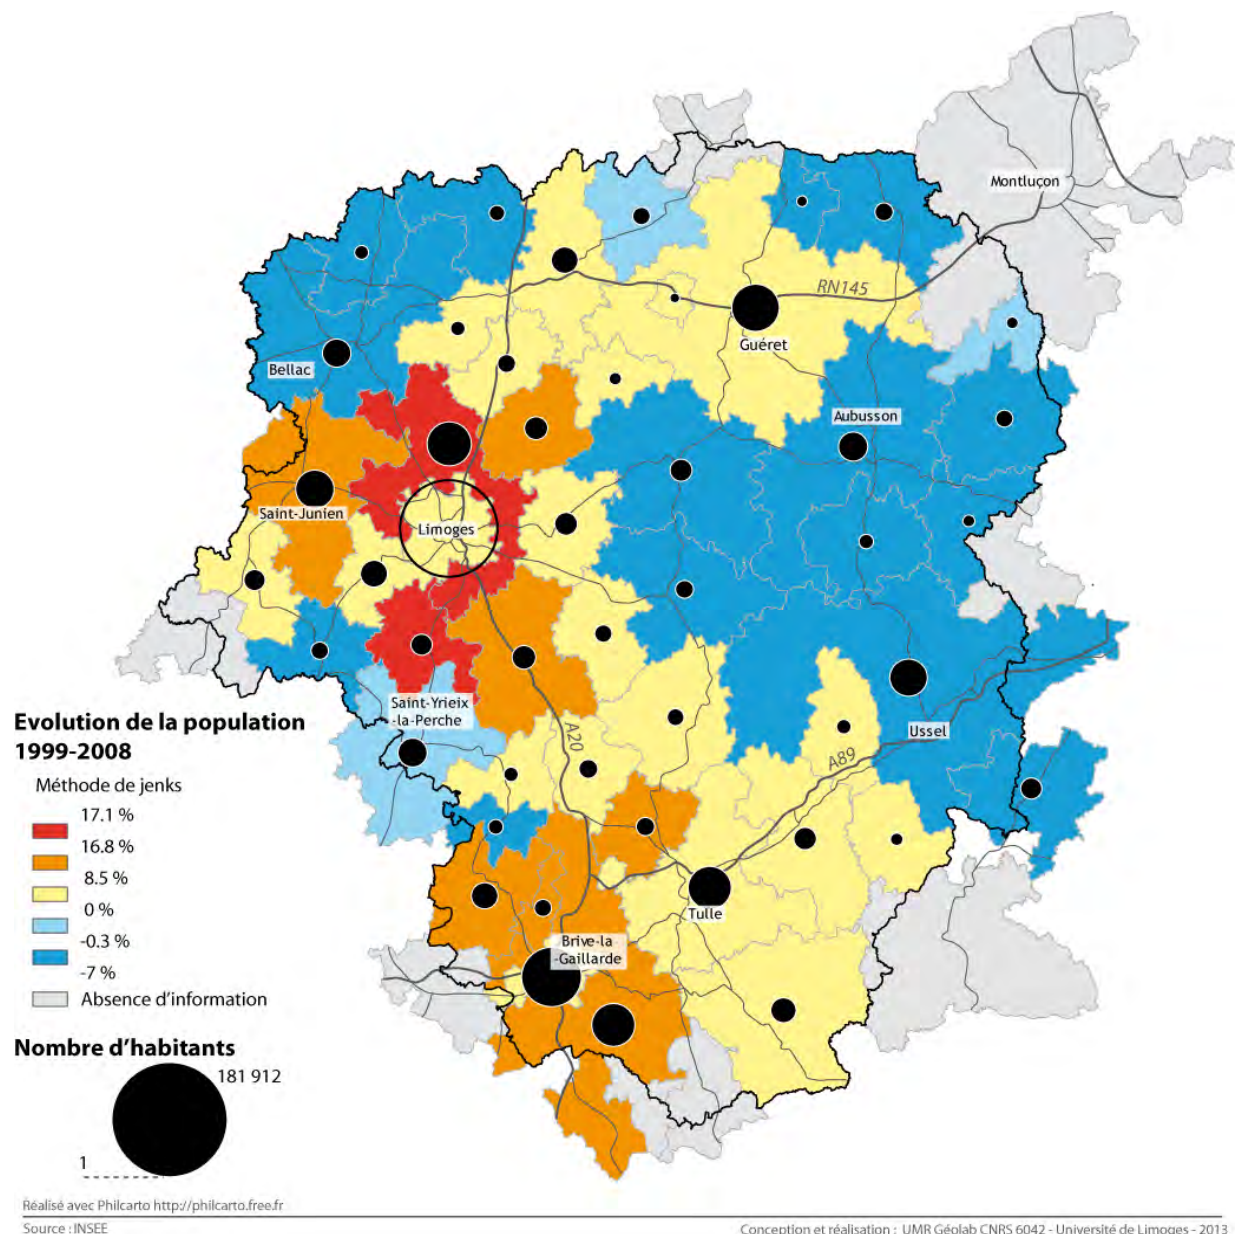 Montluçon
RN145
Guéret
Bellac
Aubusson
Saint-Junien
Limoges
Saint-Yrieix
-la-Perche
A20
Ussel
A89
Tulle
Brive-la
-Gaillarde
Evolution de la population
1999-2008
Méthode de jenks
17.1 %
16.8 %
8.5 %
0 %
-0.3 %
-7 %
Absence d'information
Nombre d'habitants
181 912
1
Réalisé avec Philcarto http://philcarto.free.fr
Source : INSEE
Conception et réalisation : UMR Géolab CNRS 6042 - Université de Limoges - 2013